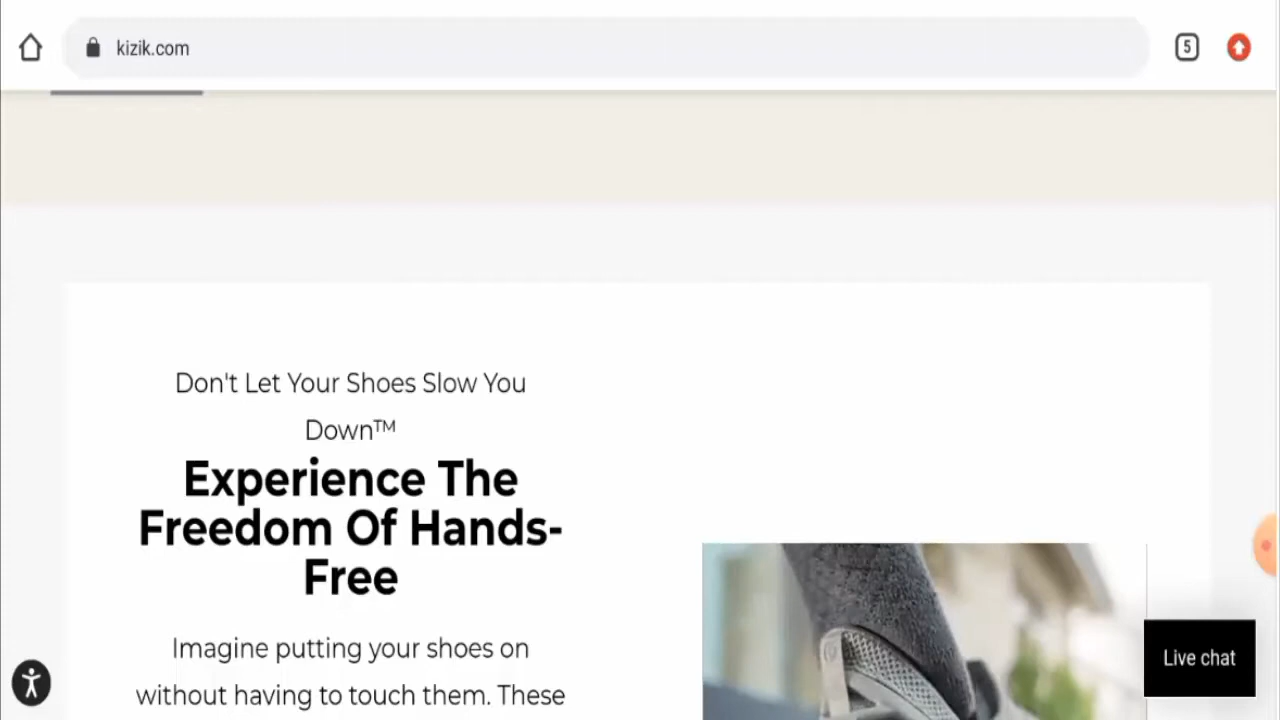 kizik.com
5
Don't Let Your Shoes Slow You
Down™
Experience The
Freedom Of Hands-
Free
Imagine putting your shoes on
without having to touch them. These
Live chat